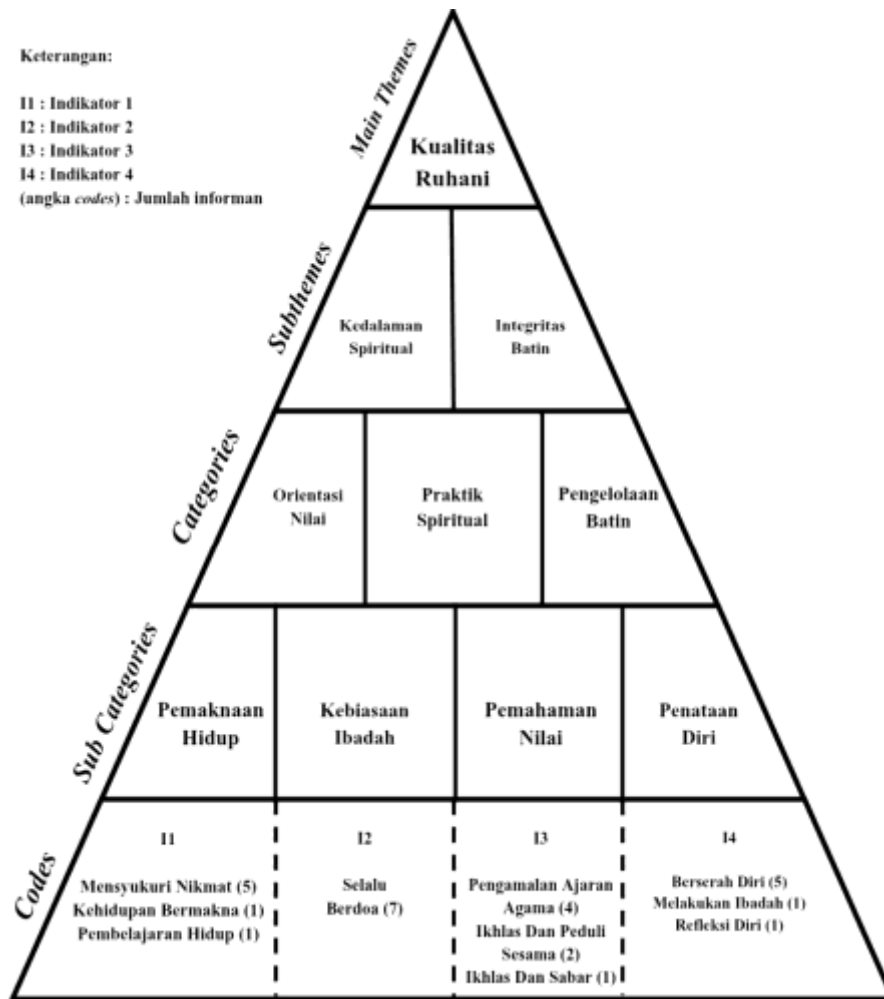 Keterangan:
I1 : Indikator 1
I2 : Indikator 2
I3 : Indikator 3
I4 : Indikator 4
(angka codes) : Jumlah informan
Main Themes
Kualitas
Ruhani
Subthemes
Kedalaman
Spiritual
Integritas
Batin
Categories
Orientasi
Nilai
Praktik
Spiritual
Pengelolaan
Batin
Sub Categories
Pemaknaan
Hidup
Kebiasaan
Ibadah
Pemahaman
Nilai
Penataan
Diri
Codes
I1
Mensyukuri Nikmat (5)
Kehidupan Bermakna (1)
Pembelajaran Hidup (1)
I2
Selalu
Berdoa (7)
I3
Pengamalan Ajaran
Agama (4)
Ikhlas Dan Peduli
Sesama (2)
Ikhlas Dan Sabar (1)
I4
Berserah Diri (5)
Melakukan Ibadah (1)
Refleksi Diri (1)